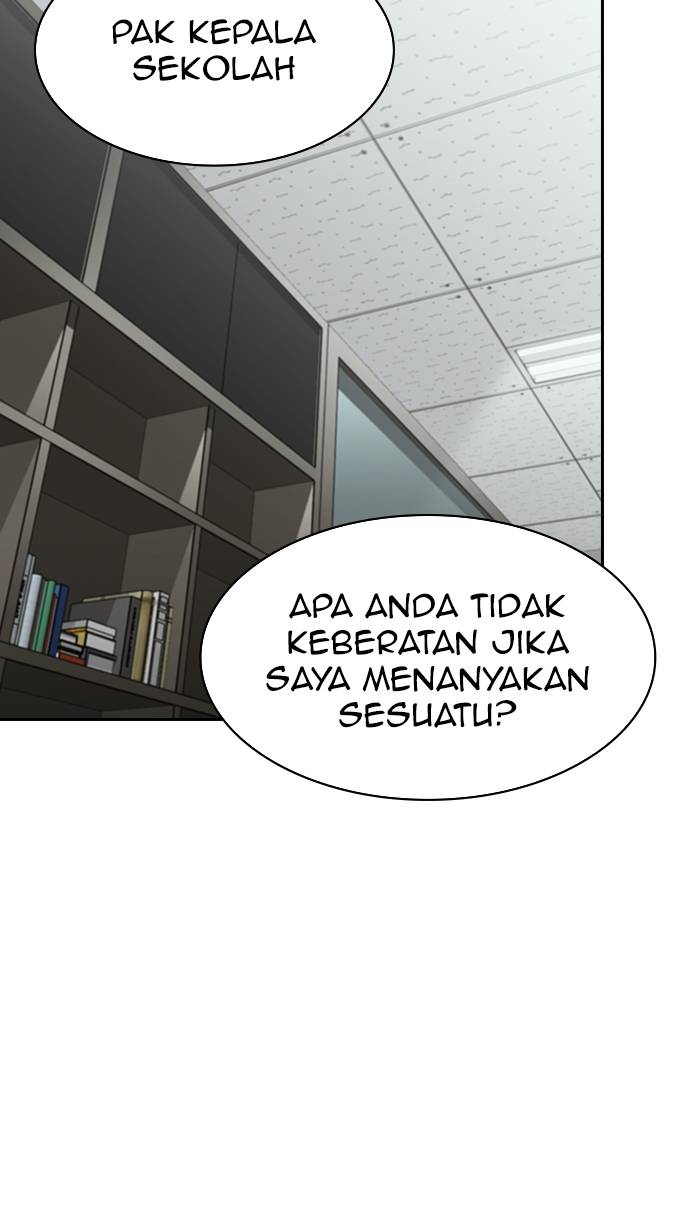 PAK KEPALA
SEKOLAH
APA ANDA TIDAK
KEBERATAN JIKA
SAYA MENANYAKAN
SESUATU?